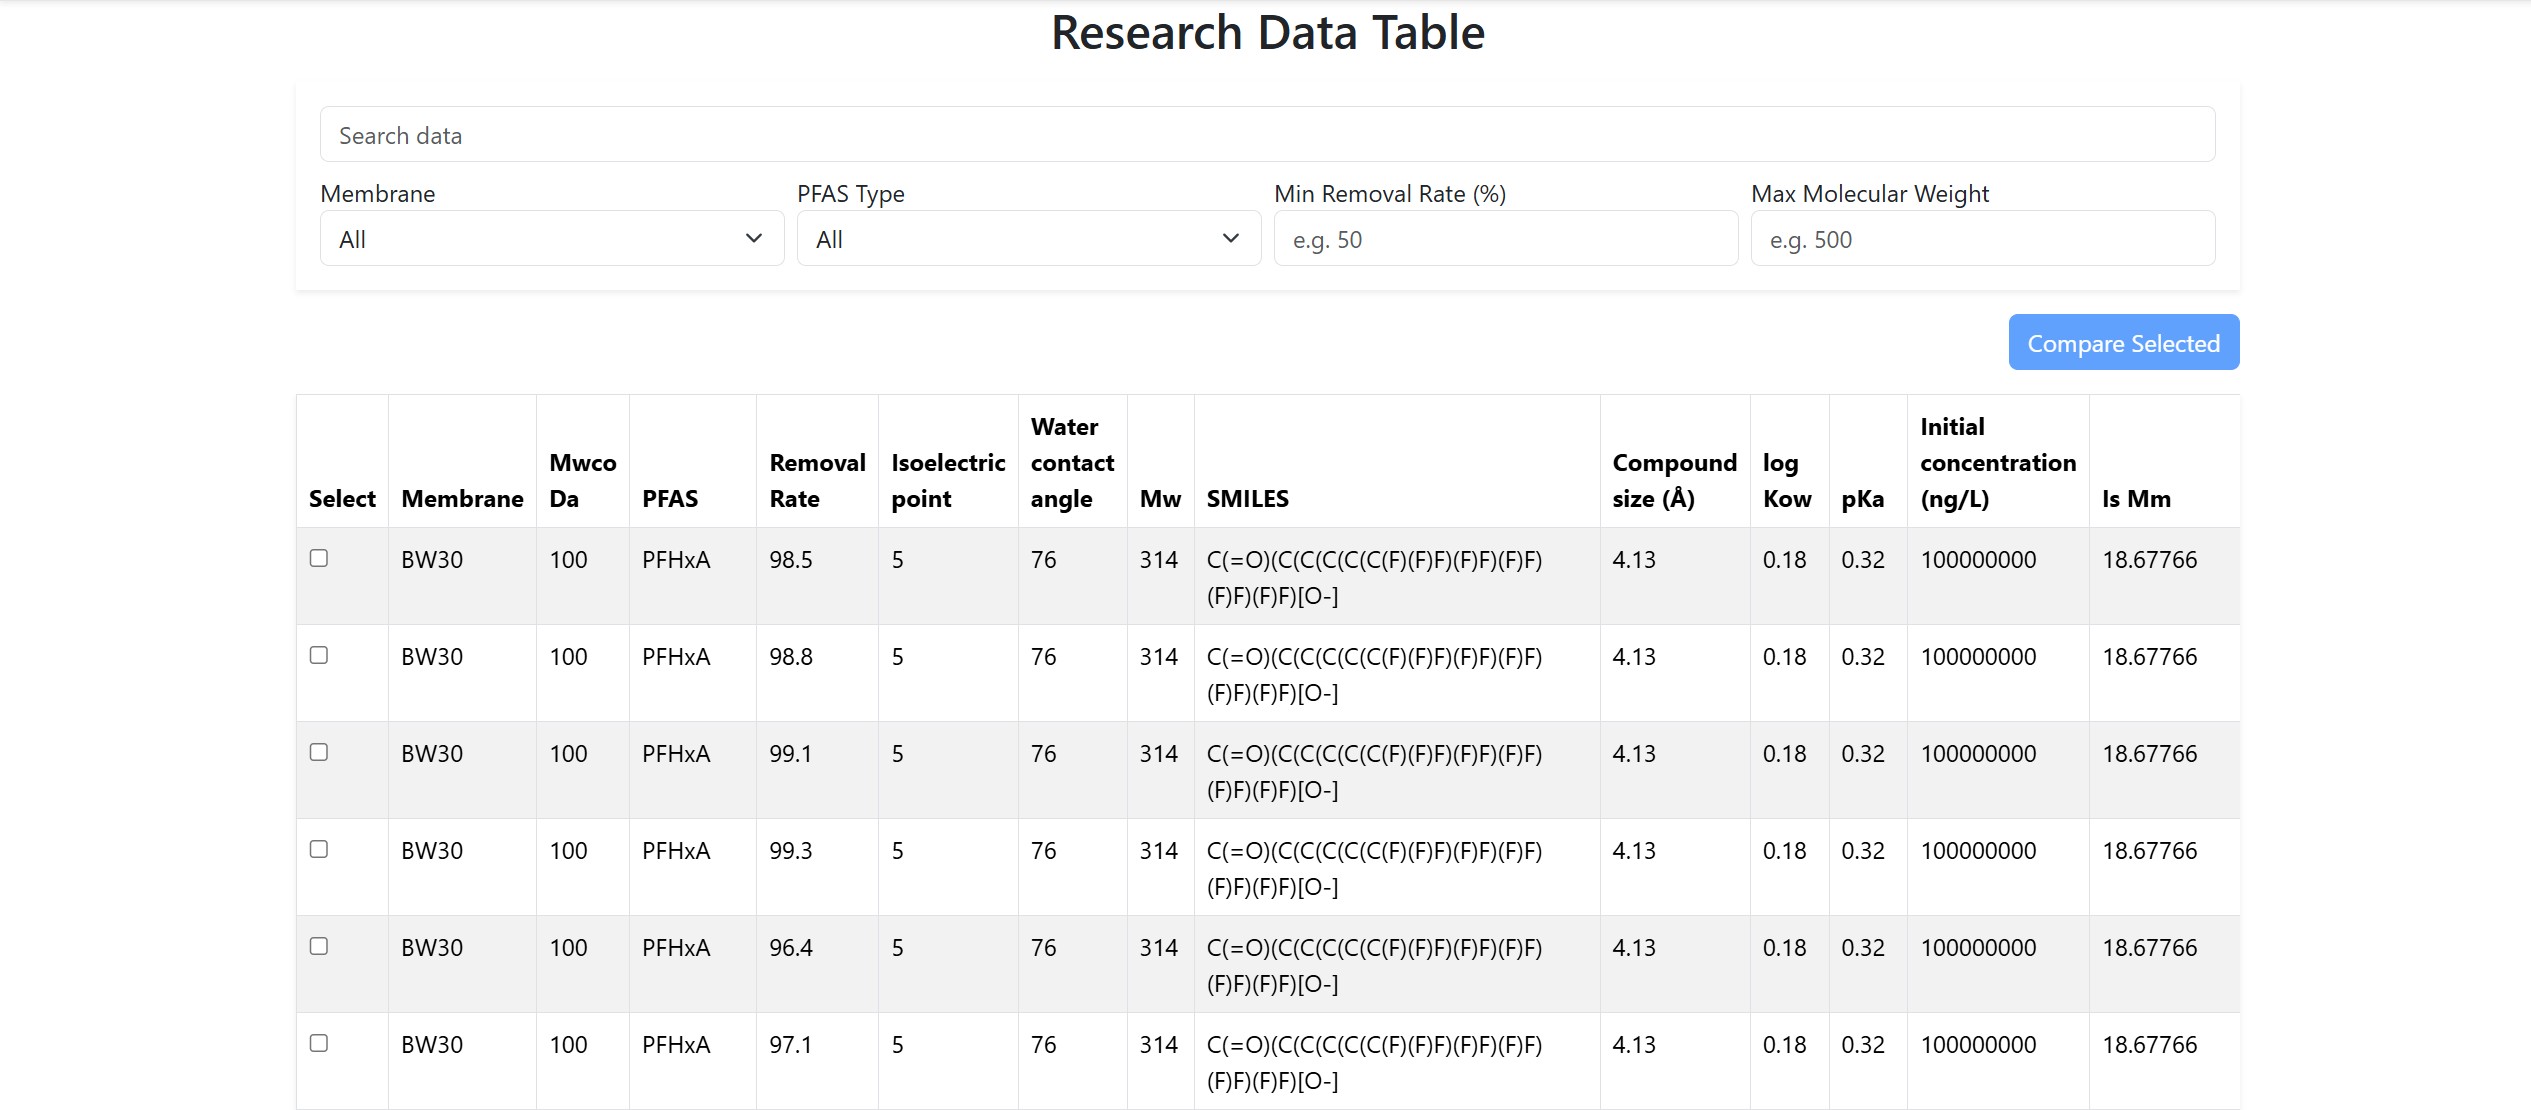 Research Data Table
Search data
Membrane PFAS Type Min Removal Rate (%) Max Molecular Weight
All All e.g. 50 e.g. 500
Compare Selected
Select Membrane Mwco Da PFAS Removal Rate Isoelectric point Water contact angle Mw SMILES Compound size (Å) log Kow pKa Initial concentration (ng/L) Is Mm
BW30 100 PFHxA 98.5 5 76 314 C(=O)(C(C(C(C(C(F)(F)F)(F)F)(F)F) 4.13 0.18 0.32 100000000 18.67766
(F)F)(F)F)[O-]
BW30 100 PFHxA 98.8 5 76 314 C(=O)(C(C(C(C(C(F)(F)F)(F)F)(F)F) 4.13 0.18 0.32 100000000 18.67766
(F)F)(F)F)[O-]
BW30 100 PFHxA 99.1 5 76 314 C(=O)(C(C(C(C(C(F)(F)F)(F)F)(F)F) 4.13 0.18 0.32 100000000 18.67766
(F)F)(F)F)[O-]
BW30 100 PFHxA 99.3 5 76 314 C(=O)(C(C(C(C(C(F)(F)F)(F)F)(F)F) 4.13 0.18 0.32 100000000 18.67766
(F)F)(F)F)[O-]
BW30 100 PFHxA 96.4 5 76 314 C(=O)(C(C(C(C(C(F)(F)F)(F)F)(F)F) 4.13 0.18 0.32 100000000 18.67766
(F)F)(F)F)[O-]
BW30 100 PFHxA 97.1 5 76 314 C(=O)(C(C(C(C(C(F)(F)F)(F)F)(F)F) 4.13 0.18 0.32 100000000 18.67766
(F)F)(F)F)[O-]